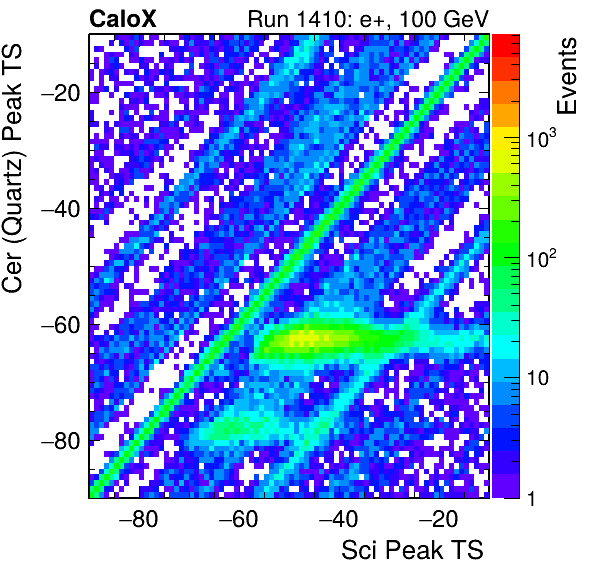 CaloX Run 1410: e+, 100 GeV
Cer (Quartz) Peak TS
−20
−40
−60
−80
−80 −60 −40 −20
Sci Peak TS
Events
10³
10²
10
1